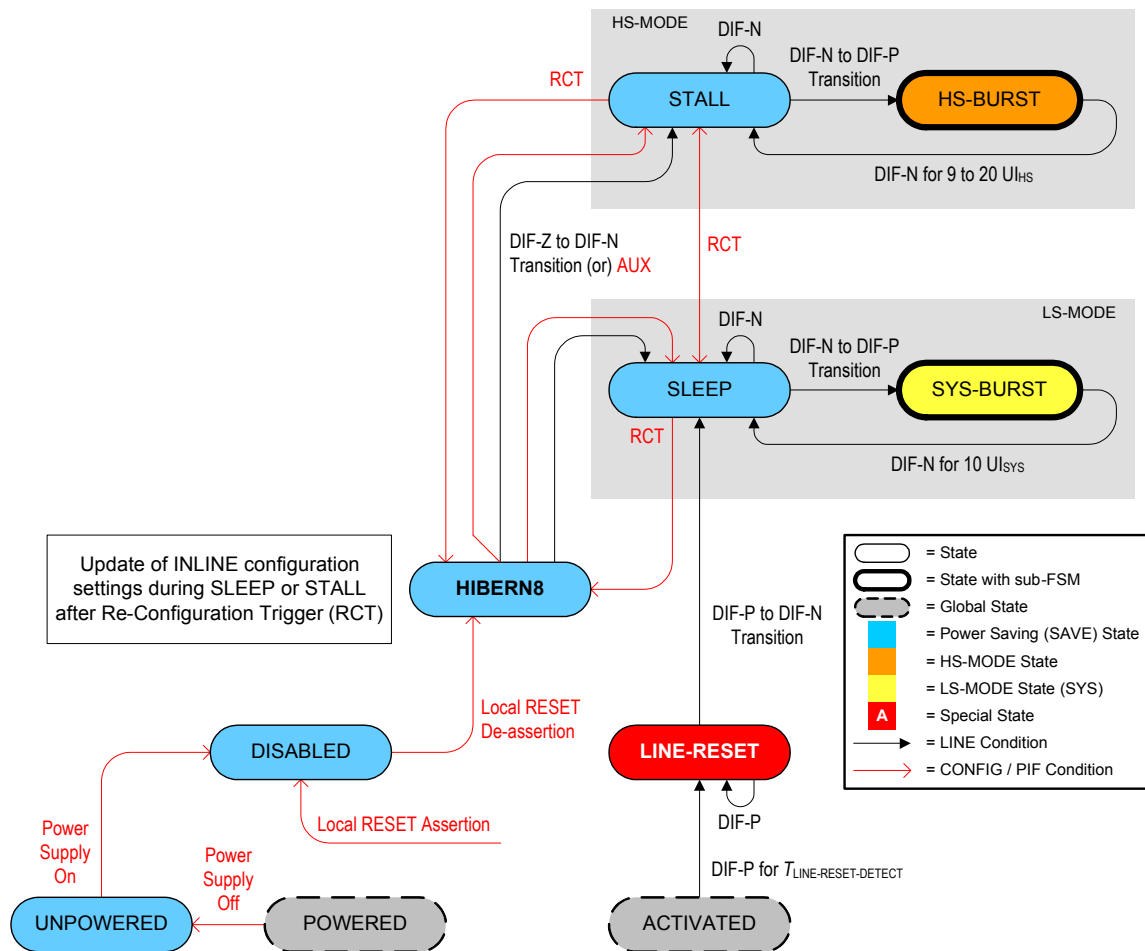 HS-MODE
DIF-N
DIF-N to DIF-P
Transition
RCT
STALL
HS-BURST
DIF-N for 9 to 20 UIHS
DIF-Z to DIF-N
Transition (or) AUX
RCT
LS-MODE
DIF-N
DIF-N to DIF-P
Transition
SLEEP
SYS-BURST
RCT
DIF-N for 10 UISYS
Update of INLINE configuration
settings during SLEEP or STALL
after Re-Configuration Trigger (RCT)
HIBERN8
DIF-P to DIF-N
Transition
Local RESET
De-assertion
DISABLED
LINE-RESET
DIF-P
Local RESET Assertion
Power
Supply
On
Power
Supply
Off
DIF-P for TLINE-RESET-DETECT
UNPOWERED
POWERED
ACTIVATED
= State
= State with sub-FSM
= Global State
= Power Saving (SAVE) State
= HS-MODE State
= LS-MODE State (SYS)
A = Special State
= LINE Condition
= CONFIG / PIF Condition